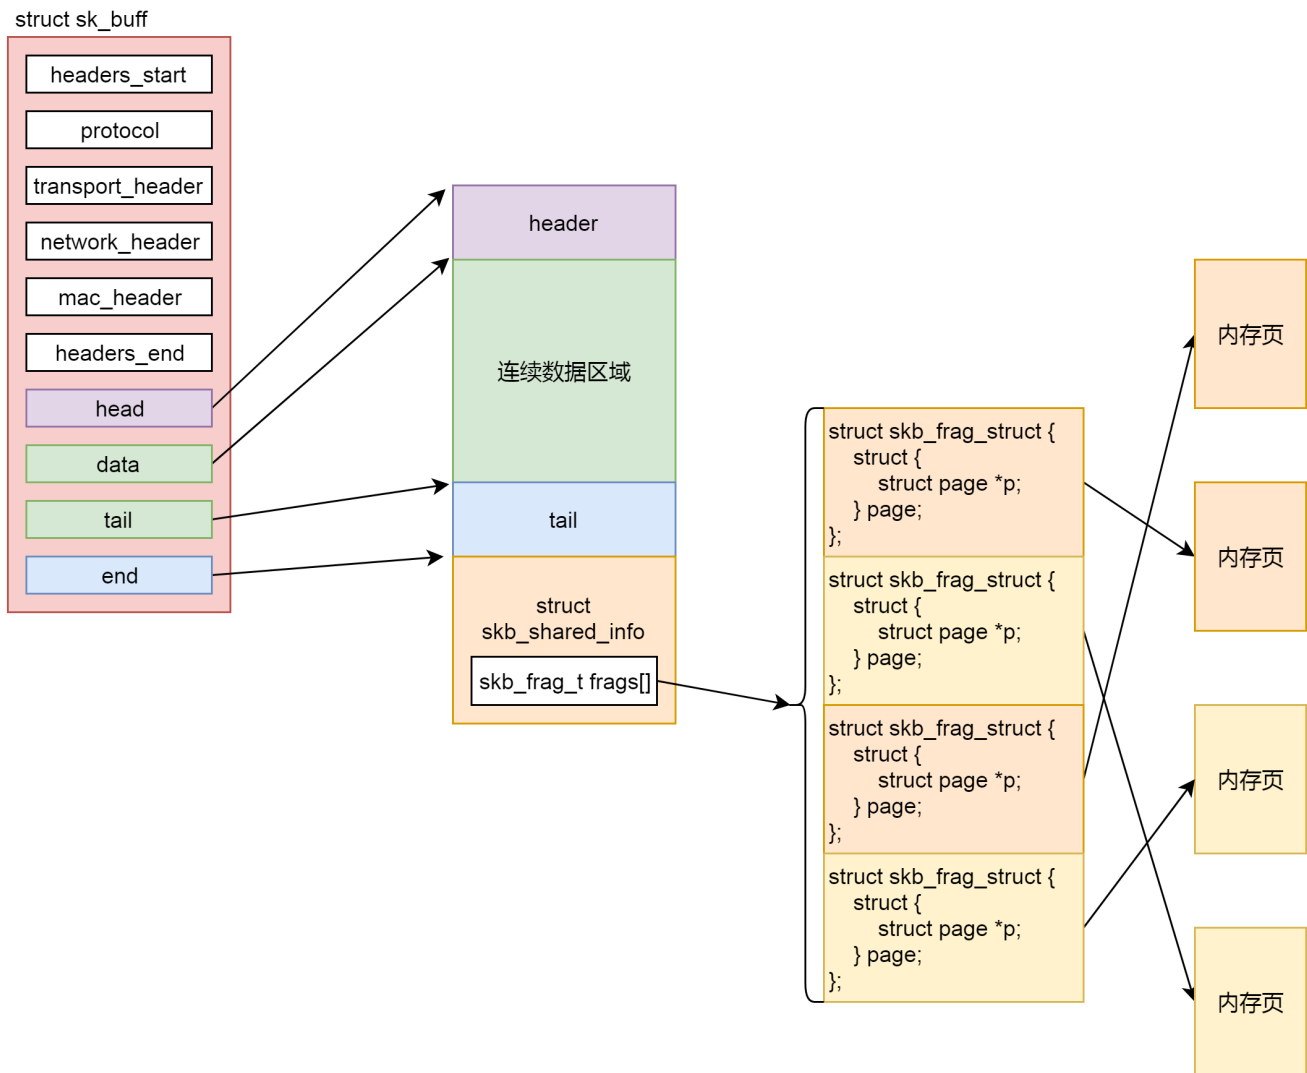 struct sk_buff
headers_start
protocol
transport_header
network_header
mac_header
headers_end
head
data
tail
end
header
连续数据区域
tail
struct
skb_shared_info
skb_frag_t frags[]
struct skb_frag_struct {
struct {
struct page *p;
} page;
};
struct skb_frag_struct {
struct {
struct page *p;
} page;
};
struct skb_frag_struct {
struct {
struct page *p;
} page;
};
struct skb_frag_struct {
struct {
struct page *p;
} page;
};
内存页
内存页
内存页
内存页